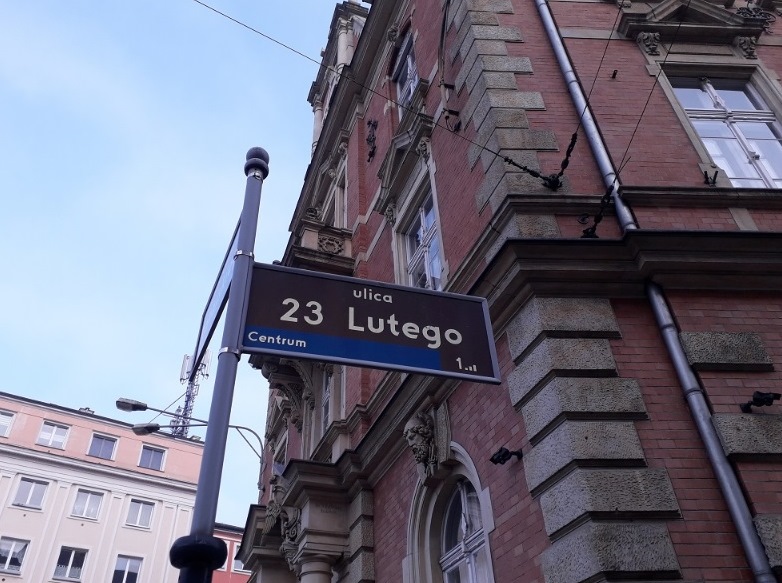 ulica
23 Lutego
Centrum
1...